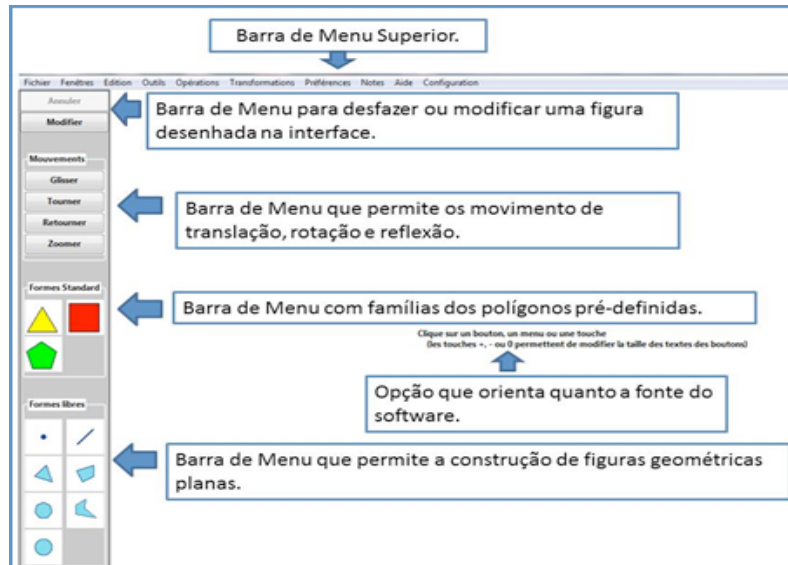 Barra de Menu Superior.
Fichier Fenêtres Edition Outils Opérations Transformations Préférences Notes Aide Configuration
Annuler
Modifier
Barra de Menu para desfazer ou modificar uma figura
desenhada na interface.
Mouvements
Glisser
Tourner
Retourner
Zoomer
Barra de Menu que permite os movimento de
translação, rotação e reflexão.
Formes Standard
Barra de Menu com famílias dos polígonos pré-definidas.
Clique sur un bouton, un menu ou une touche
(les touches +, - ou 0 permettent de modifier la taille des textes des boutons)
Opção que orienta quanto a fonte do
software.
Formes libres
Barra de Menu que permite a construção de figuras geométricas
planas.